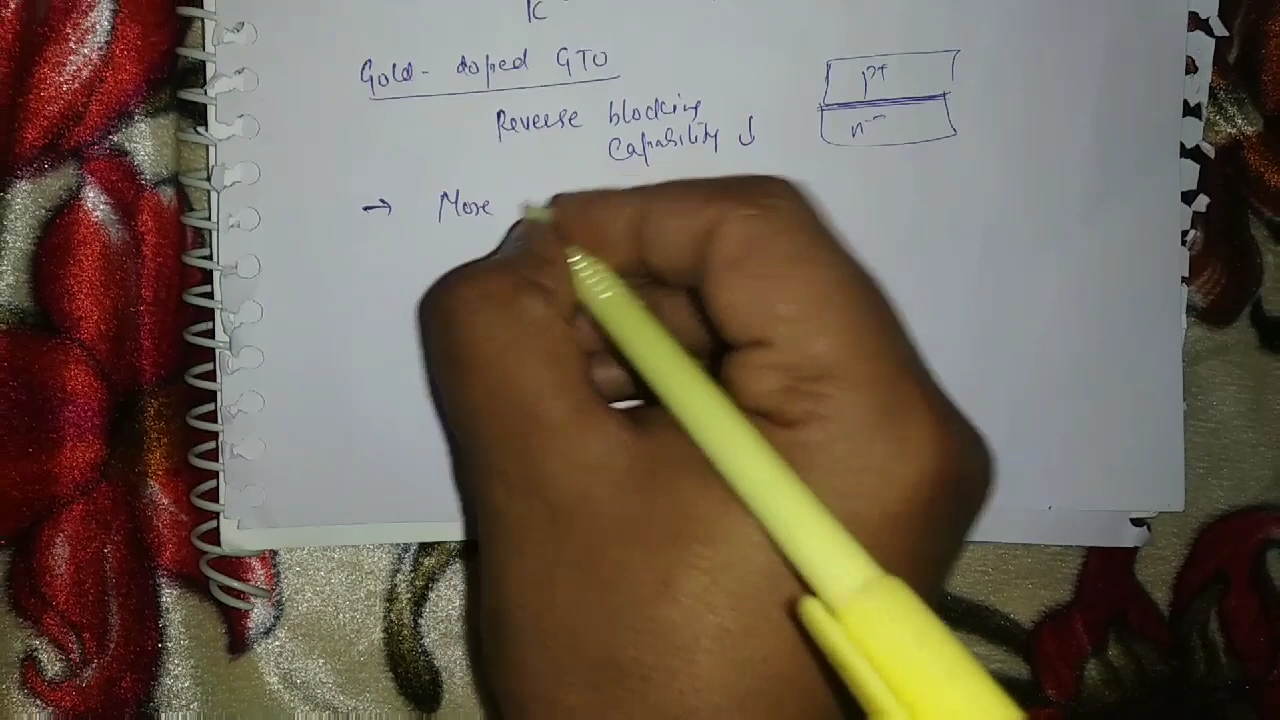 K
Gold- doped GTO
Reverse blocking
Capability ↓
→ More
p+
n--